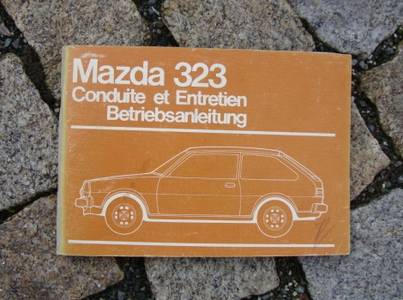 Mazda 323
Conduite et Entretien
Betriebsanleitung